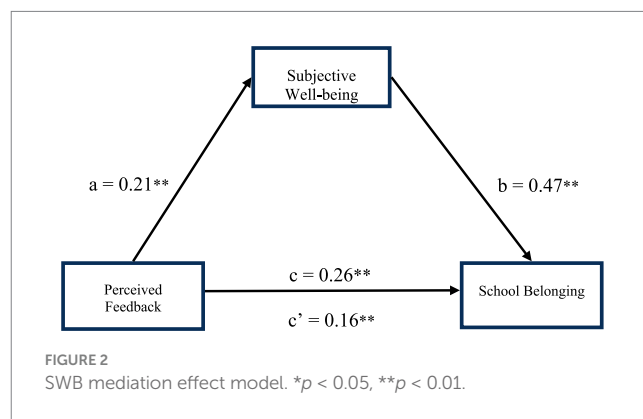 Subjective
Well-being
a = 0.21**
b = 0.47**
Perceived
Feedback
c = 0.26**
c’ = 0.16**
School Belonging
FIGURE 2
SWB mediation effect model. *p < 0.05, **p < 0.01.